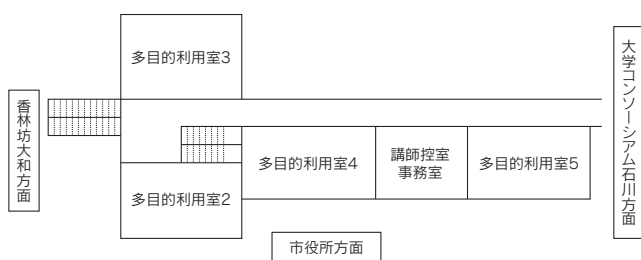 多目的利用室3
香林坊大和方面
大学コンソーシアム石川方面
多目的利用室4
講師控室
事務室
多目的利用室5
多目的利用室2
市役所方面